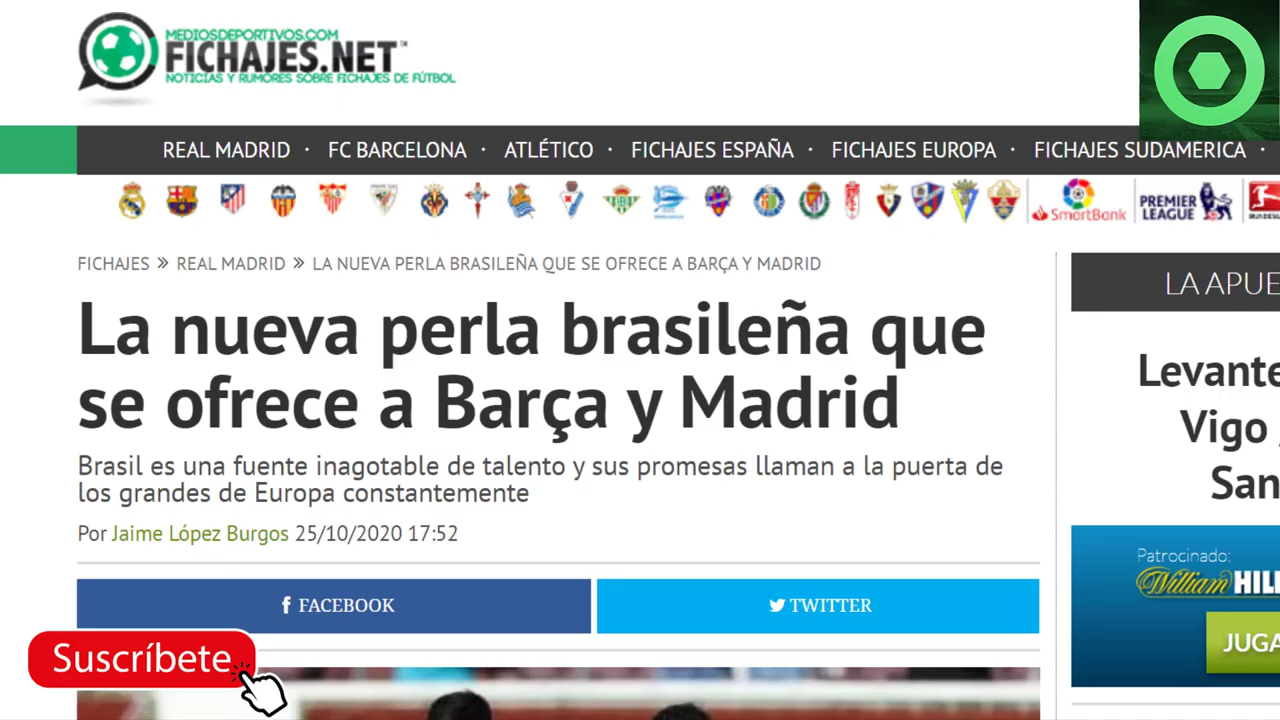 MEDIOSDEPORTIVOS.COM
FICHAJES.NET™
NOTICIAS Y RUMORES SOBRE FICHAJES DE FÚTBOL
REAL MADRID · FC BARCELONA · ATLÉTICO · FICHAJES ESPAÑA · FICHAJES EUROPA · FICHAJES SUDAMERICA ·
SmartBank
PREMIER
LEAGUE
FICHAJES » REAL MADRID » LA NUEVA PERLA BRASILEÑA QUE SE OFRECE A BARÇA Y MADRID
La nueva perla brasileña que
se ofrece a Barça y Madrid
Brasil es una fuente inagotable de talento y sus promesas llaman a la puerta de
los grandes de Europa constantemente
Por Jaime López Burgos 25/10/2020 17:52
FACEBOOK
TWITTER
Suscríbete
LA APUE
Levante
Vigo
San
Patrocinado:
William HILL
JUGA